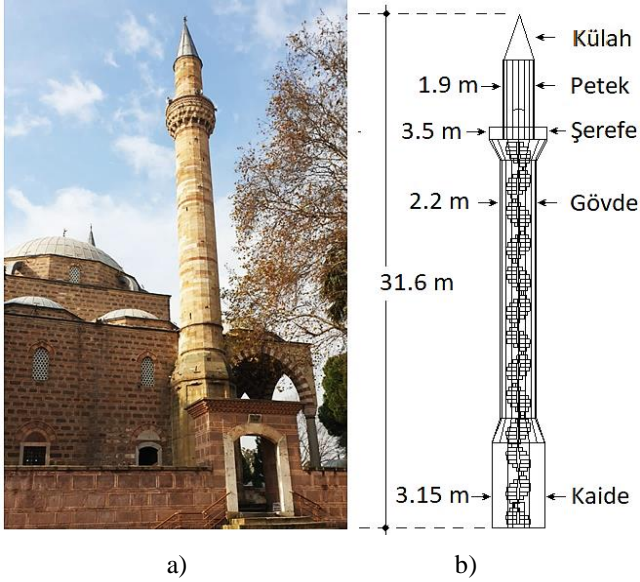 Külah
1.9 m
Petek
3.5 m
Şerefe
2.2 m
Gövde
31.6 m
3.15 m
Kaide
a)
b)